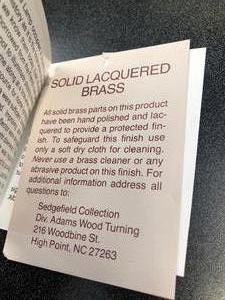 SOLID LACQUERED
BRASS
All solid brass parts on this product
have been hand polished and lac-
quered to provide a protected fin-
ish. To safeguard this finish use
only a soft dry cloth for cleaning.
Never use a brass cleaner or any
abrasive product on this finish. For
additional information address all
questions to:
Sedgefield Collection
Div. Adams Wood Turning
216 Woodbine St.
High Point, NC 27263